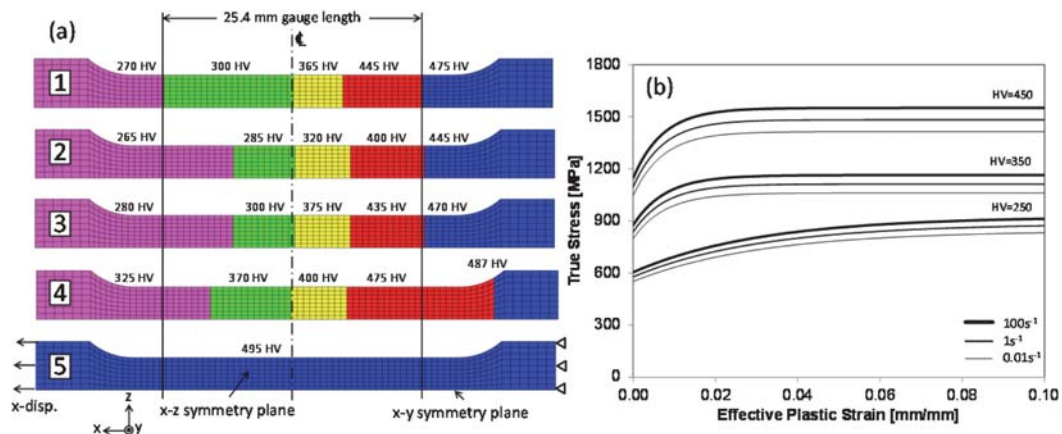 (a)
25.4 mm gauge length
℄
1
270 HV
300 HV
365 HV
445 HV
475 HV
2
265 HV
285 HV
320 HV
400 HV
445 HV
3
280 HV
300 HV
375 HV
435 HV
470 HV
4
325 HV
370 HV
400 HV
475 HV
487 HV
5
495 HV
x-disp.
z
x
y
x-z symmetry plane
x-y symmetry plane
(b)
True Stress [MPa]
1800
1500
1200
900
600
300
0
HV=450
HV=350
HV=250
100s⁻¹
1s⁻¹
0.01s⁻¹
0.00
0.02
0.04
0.06
0.08
0.10
Effective Plastic Strain [mm/mm]